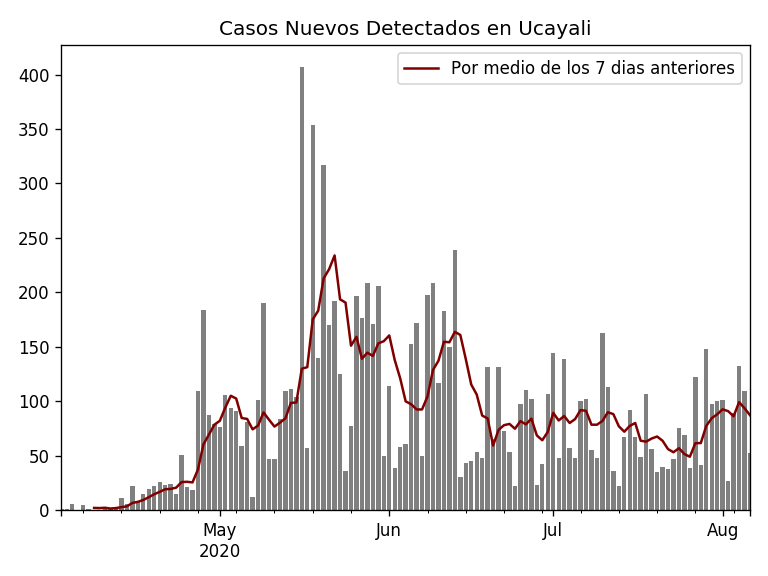 Casos Nuevos Detectados en Ucayali
Por medio de los 7 dias anteriores
400
350
300
250
200
150
100
50
0
May
2020
Jun
Jul
Aug